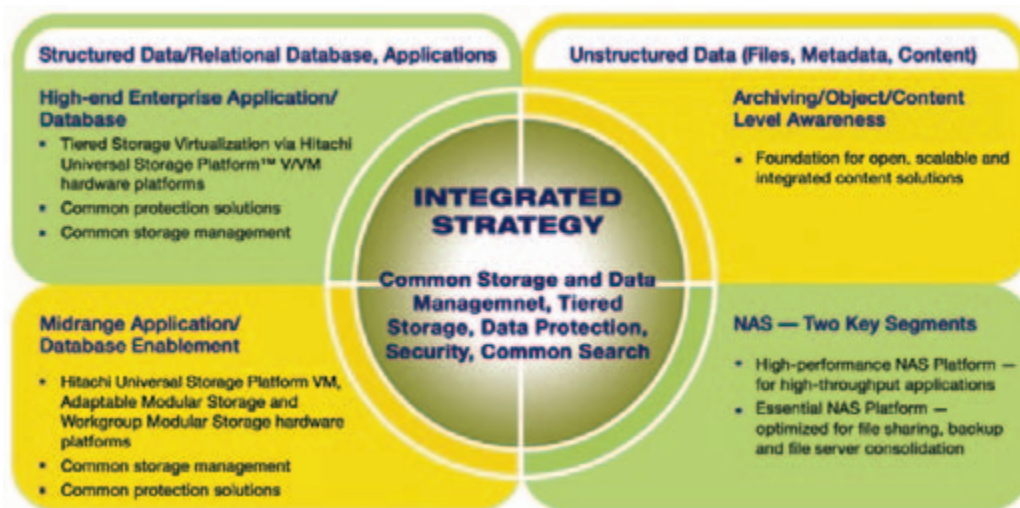 Structured Data/Relational Database, Applications
High-end Enterprise Application/
Database
• Tiered Storage Virtualization via Hitachi
Universal Storage Platform™ V/VM
hardware platforms
• Common protection solutions
• Common storage management
Unstructured Data (Files, Metadata, Content)
Archiving/Object/Content
Level Awareness
• Foundation for open, scalable and
integrated content solutions
INTEGRATED
STRATEGY
Common Storage and Data
Managemnet, Tiered
Storage, Data Protection,
Security, Common Search
Midrange Application/
Database Enablement
• Hitachi Universal Storage Platform VM,
Adaptable Modular Storage and
Workgroup Modular Storage hardware
platforms
• Common storage management
• Common protection solutions
NAS — Two Key Segments
• High-performance NAS Platform —
for high-throughput applications
• Essential NAS Platform —
optimized for file sharing, backup
and file server consolidation